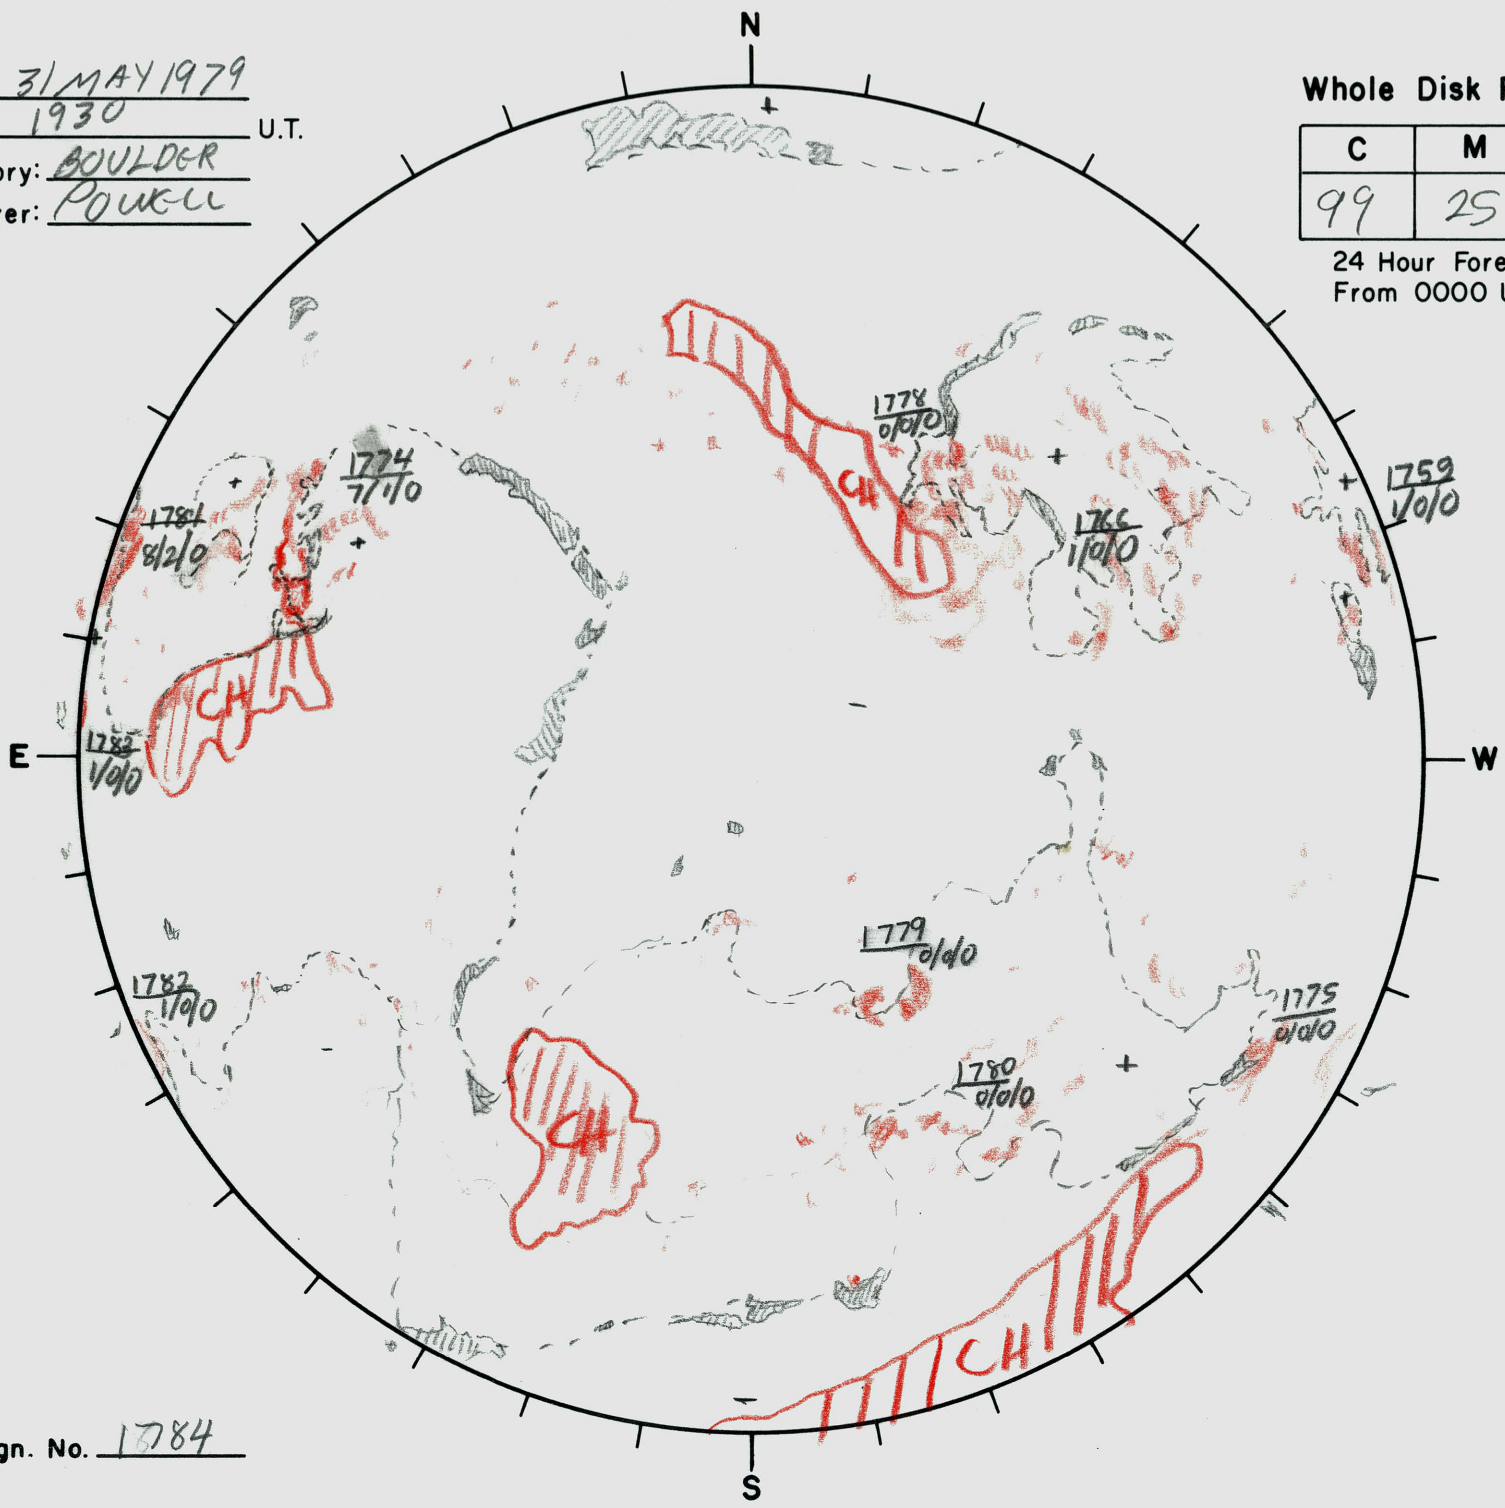 N
31 MAY 1979
1930 U.T.
ory: BOULDER
er: POWELL
Whole Disk F
C M
99 25
24 Hour Fore
From 0000 U
+
1778
0/0/0
1774
7/1/0
CH
+
+
+
1759
1/0/0
1781
8/2/0
1766
1/0/0
+
+
+
CH
-
1783
1/0/0
E
W
1779
0/0/0
1782
1/0/0
1775
0/0/0
-
1780
0/0/0
+
CH
CH
-
gn. No. 1784
S